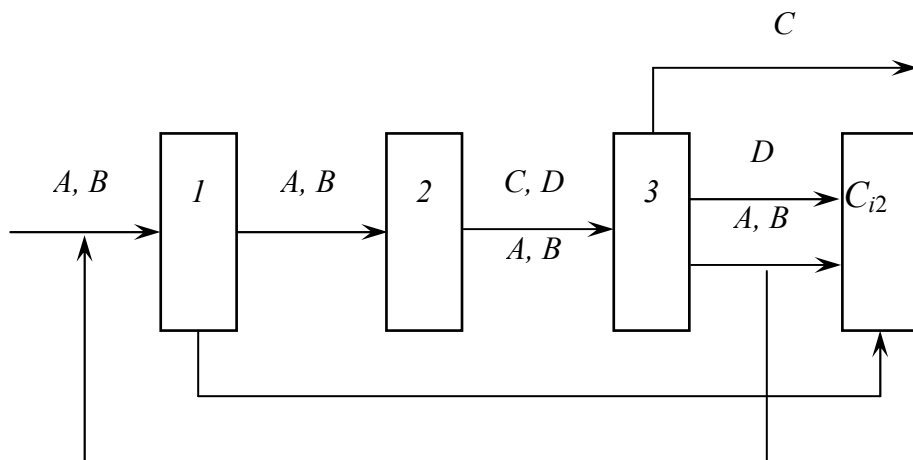 C
A, B
1
A, B
2
C, D
A, B
3
D
A, B
C_{i2}